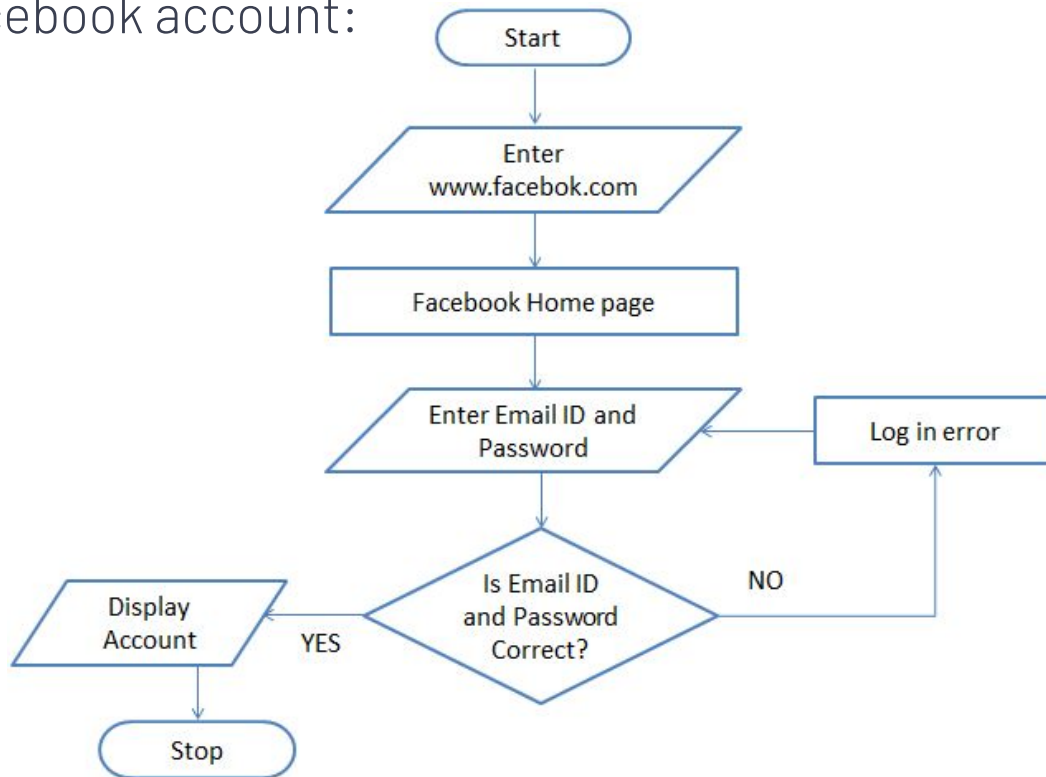 cebook account:
Start
Enter
www.facebok.com
Facebook Home page
Enter Email ID and
Password
Log in error
Is Email ID
and Password
Correct?
NO
YES
Display
Account
Stop